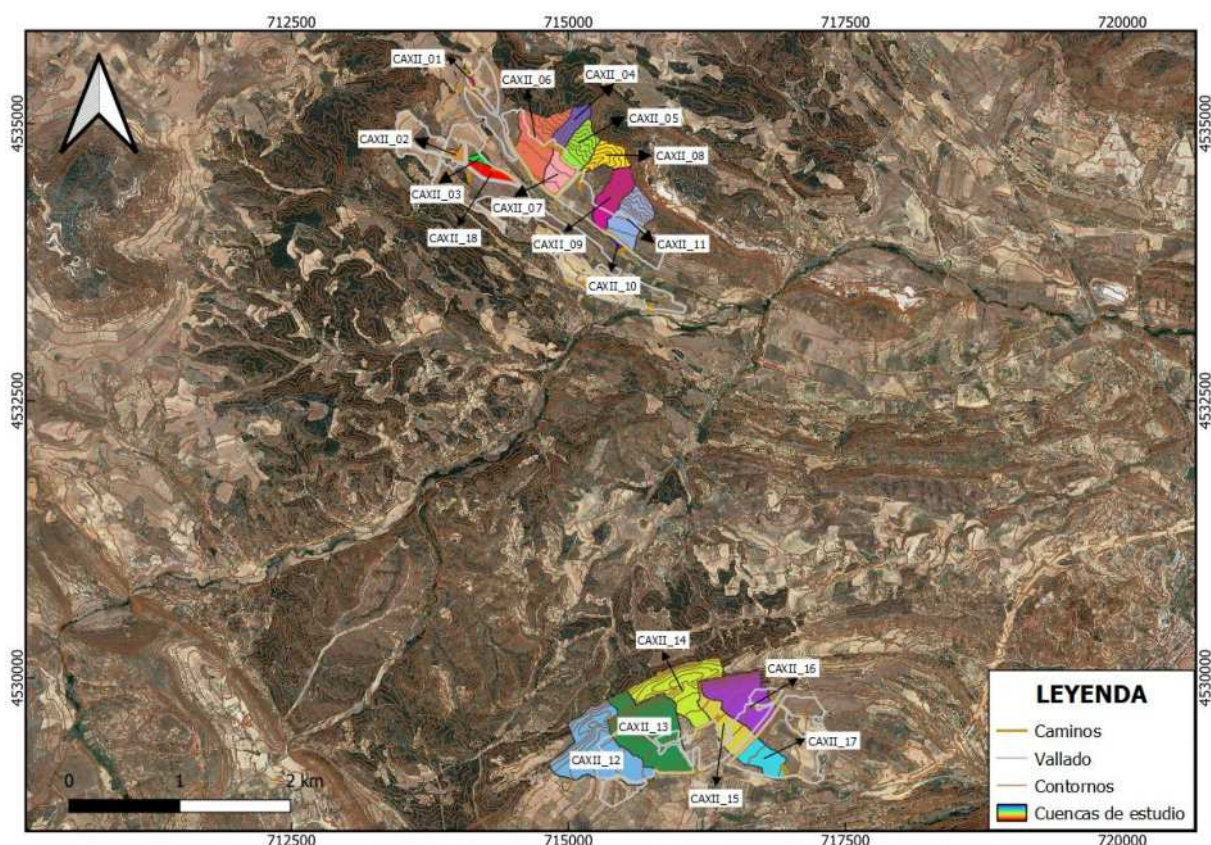 712500 715000 717500 720000
CAXII_01
CAXII_06
CAXII_04
CAXII_05
CAXII_02
CAXII_08
CAXII_03
CAXII_07
CAXII_18
CAXII_09
CAXII_11
CAXII_10
4535000
4535000
4532500
4532500
CAXII_14
CAXII_16
CAXII_13
CAXII_17
CAXII_12
CAXII_15
4530000
4530000
0 1 2 km
LEYENDA
Caminos
Vallado
Contornos
Cuencas de estudio
712500 715000 717500 720000